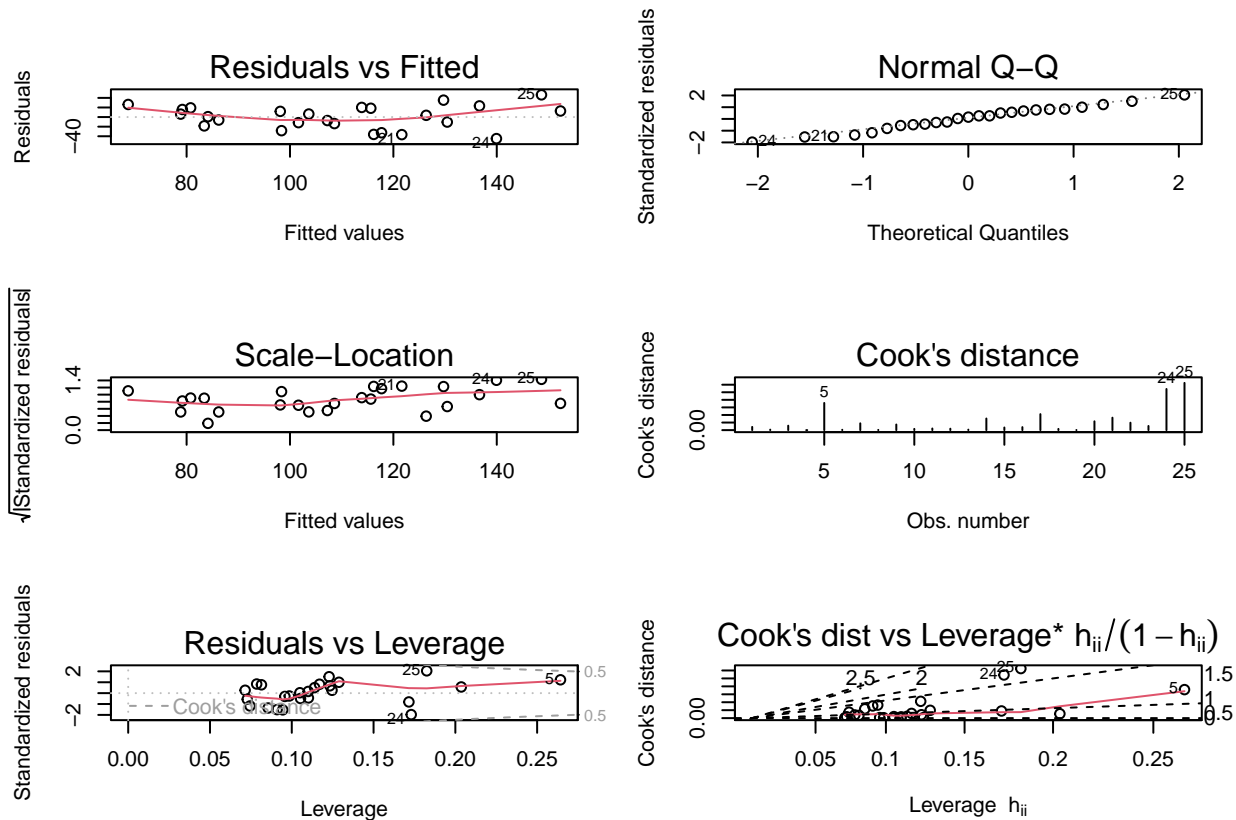 Residuals vs Fitted
Residuals
−40
25
21
24
80 100 120 140
Fitted values
Normal Q−Q
Standardized residuals
2
−2
25
21
24
−2 −1 0 1 2
Theoretical Quantiles
Scale−Location
√|Standardized residuals|
1.4
0.0
24 25
21
80 100 120 140
Fitted values
Cook's distance
Cook's distance
0.00
25
24
5
5 10 15 20 25
Obs. number
Residuals vs Leverage
Standardized residuals
2
−2
25
5
24
Cook's distance
0.5
0.5
0.00 0.05 0.10 0.15 0.20 0.25
Leverage
Cook's dist vs Leverage* hii/(1−hii)
Cook's distance
0.00
2.5 2
25
24
5
1.5
1
0.5
0
0.05 0.1 0.15 0.2 0.25
Leverage hii